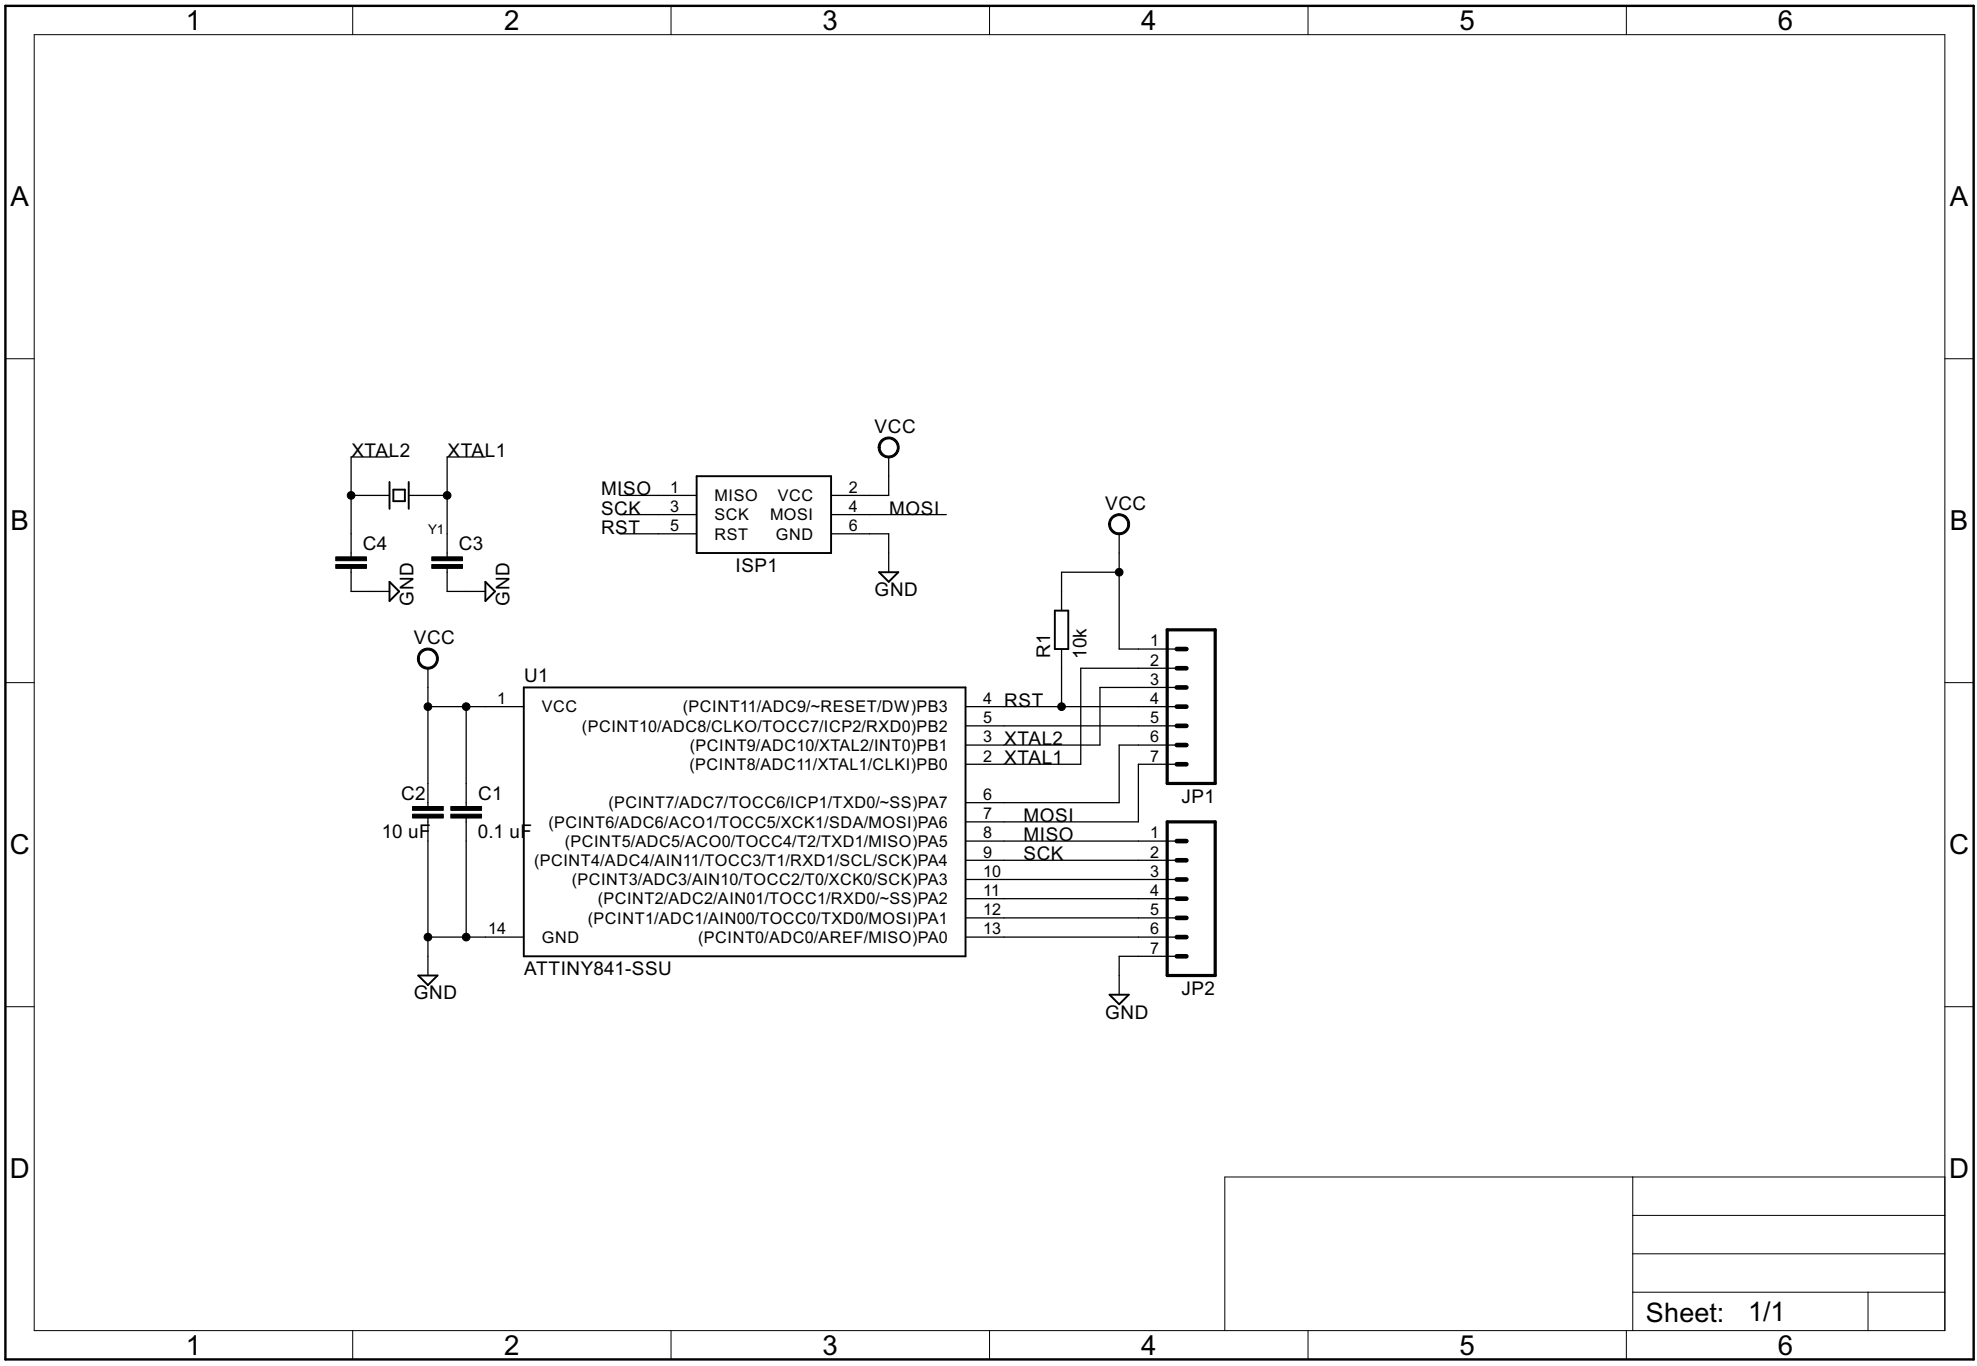 1 2 3 4 5 6
A A
VCC
XTAL2 XTAL1
MISO 1 MISO VCC 2
SCK 3 SCK MOSI 4 MOSI
RST 5 RST GND 6
ISP1
GND
B B
Y1
C4 C3
GND GND
VCC
R1 10k
VCC
1
2
3
4
5
6
7
JP1
U1
1 VCC (PCINT11/ADC9/~RESET/DW)PB3 4 RST
(PCINT10/ADC8/CLKO/TOCC7/ICP2/RXD0)PB2 5
(PCINT9/ADC10/XTAL2/INT0)PB1 3 XTAL2
(PCINT8/ADC11/XTAL1/CLKI)PB0 2 XTAL1
C2 C1
10 uF 0.1 uF
(PCINT7/ADC7/TOCC6/ICP1/TXD0/~SS)PA7 6
(PCINT6/ADC6/ACO1/TOCC5/XCK1/SDA/MOSI)PA6 7 MOSI
(PCINT5/ADC5/ACO0/TOCC4/T2/TXD1/MISO)PA5 8 MISO 1
(PCINT4/ADC4/AIN11/TOCC3/T1/RXD1/SCL/SCK)PA4 9 SCK 2
(PCINT3/ADC3/AIN10/TOCC2/T0/XCK0/SCK)PA3 10 3
(PCINT2/ADC2/AIN01/TOCC1/RXD0/~SS)PA2 11 4
(PCINT1/ADC1/AIN00/TOCC0/TXD0/MOSI)PA1 12 5
14 GND (PCINT0/ADC0/AREF/MISO)PA0 13 6
7
C C
ATTINY841-SSU
JP2
GND
GND
D D
Sheet: 1/1
1 2 3 4 5 6